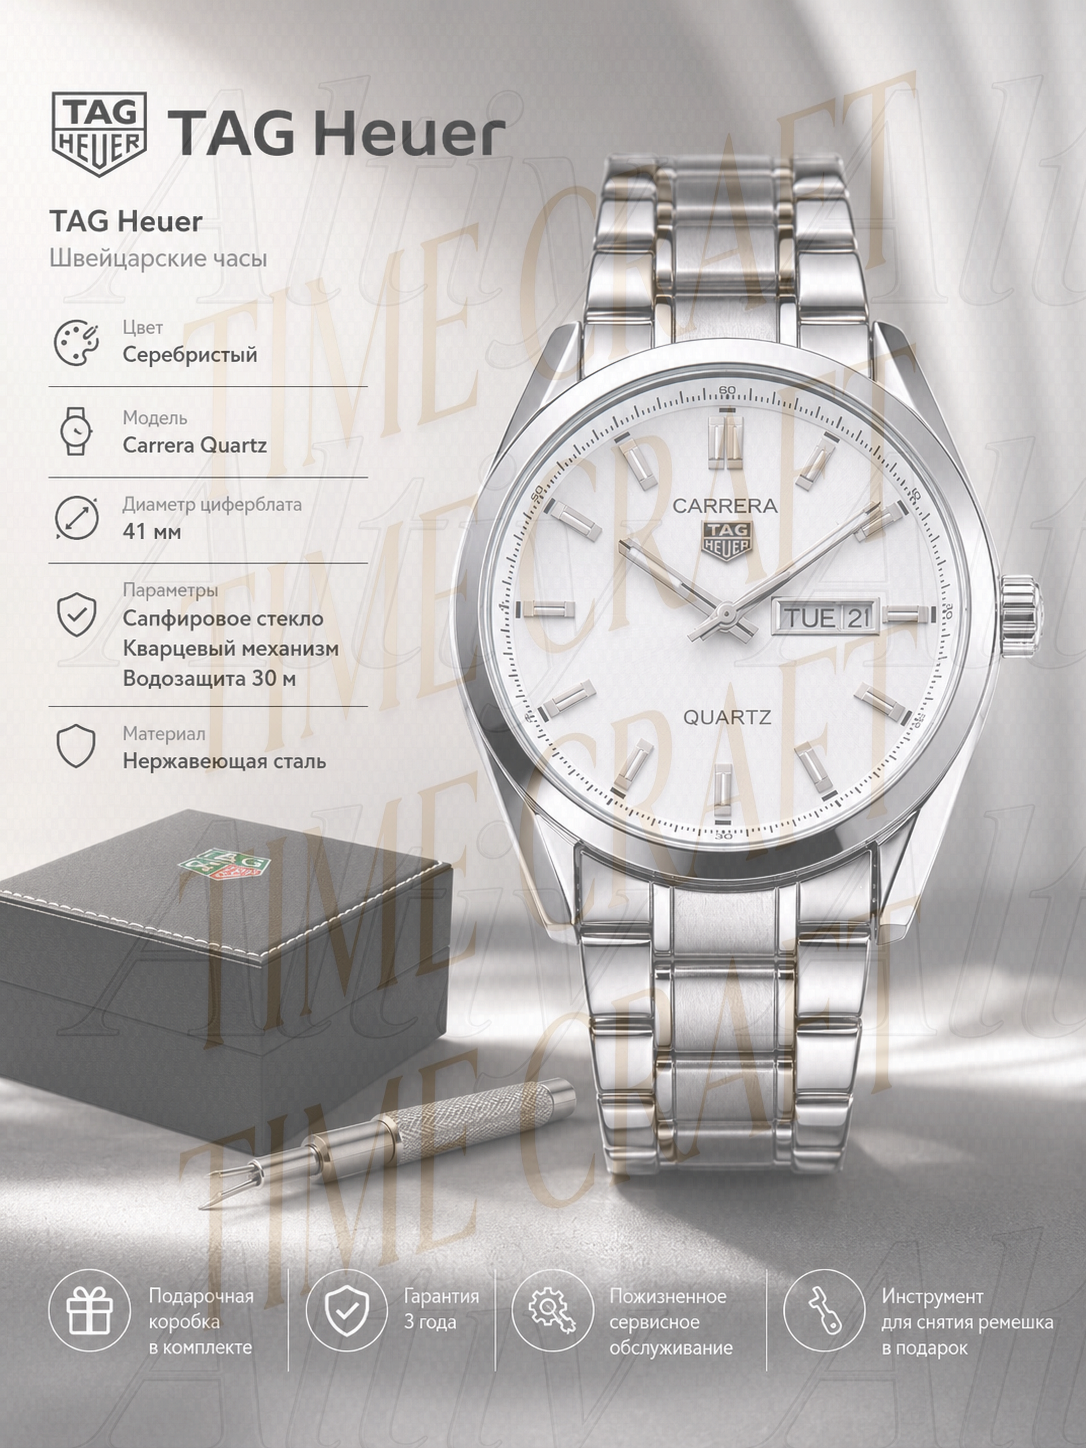 TAG
HEUER
TAG Heuer
TAG Heuer
Швейцарские часы
Цвет
Серебристый
Модель
Carrera Quartz
Диаметр циферблата
41 мм
Параметры
Сапфировое стекло
Кварцевый механизм
Водозащита 30 м
Материал
Нержавеющая сталь
60
CARRERA
TAG
HEUER
TUE 21
QUARTZ
30
TIME CRAFT
TIME CRAFT
TIME CRAFT
TIME CRAFT
TIME CRAFT
Подарочная
коробка
в комплекте
Гарантия
3 года
Пожизненное
сервисное
обслуживание
Инструмент
для снятия ремешка
в подарок